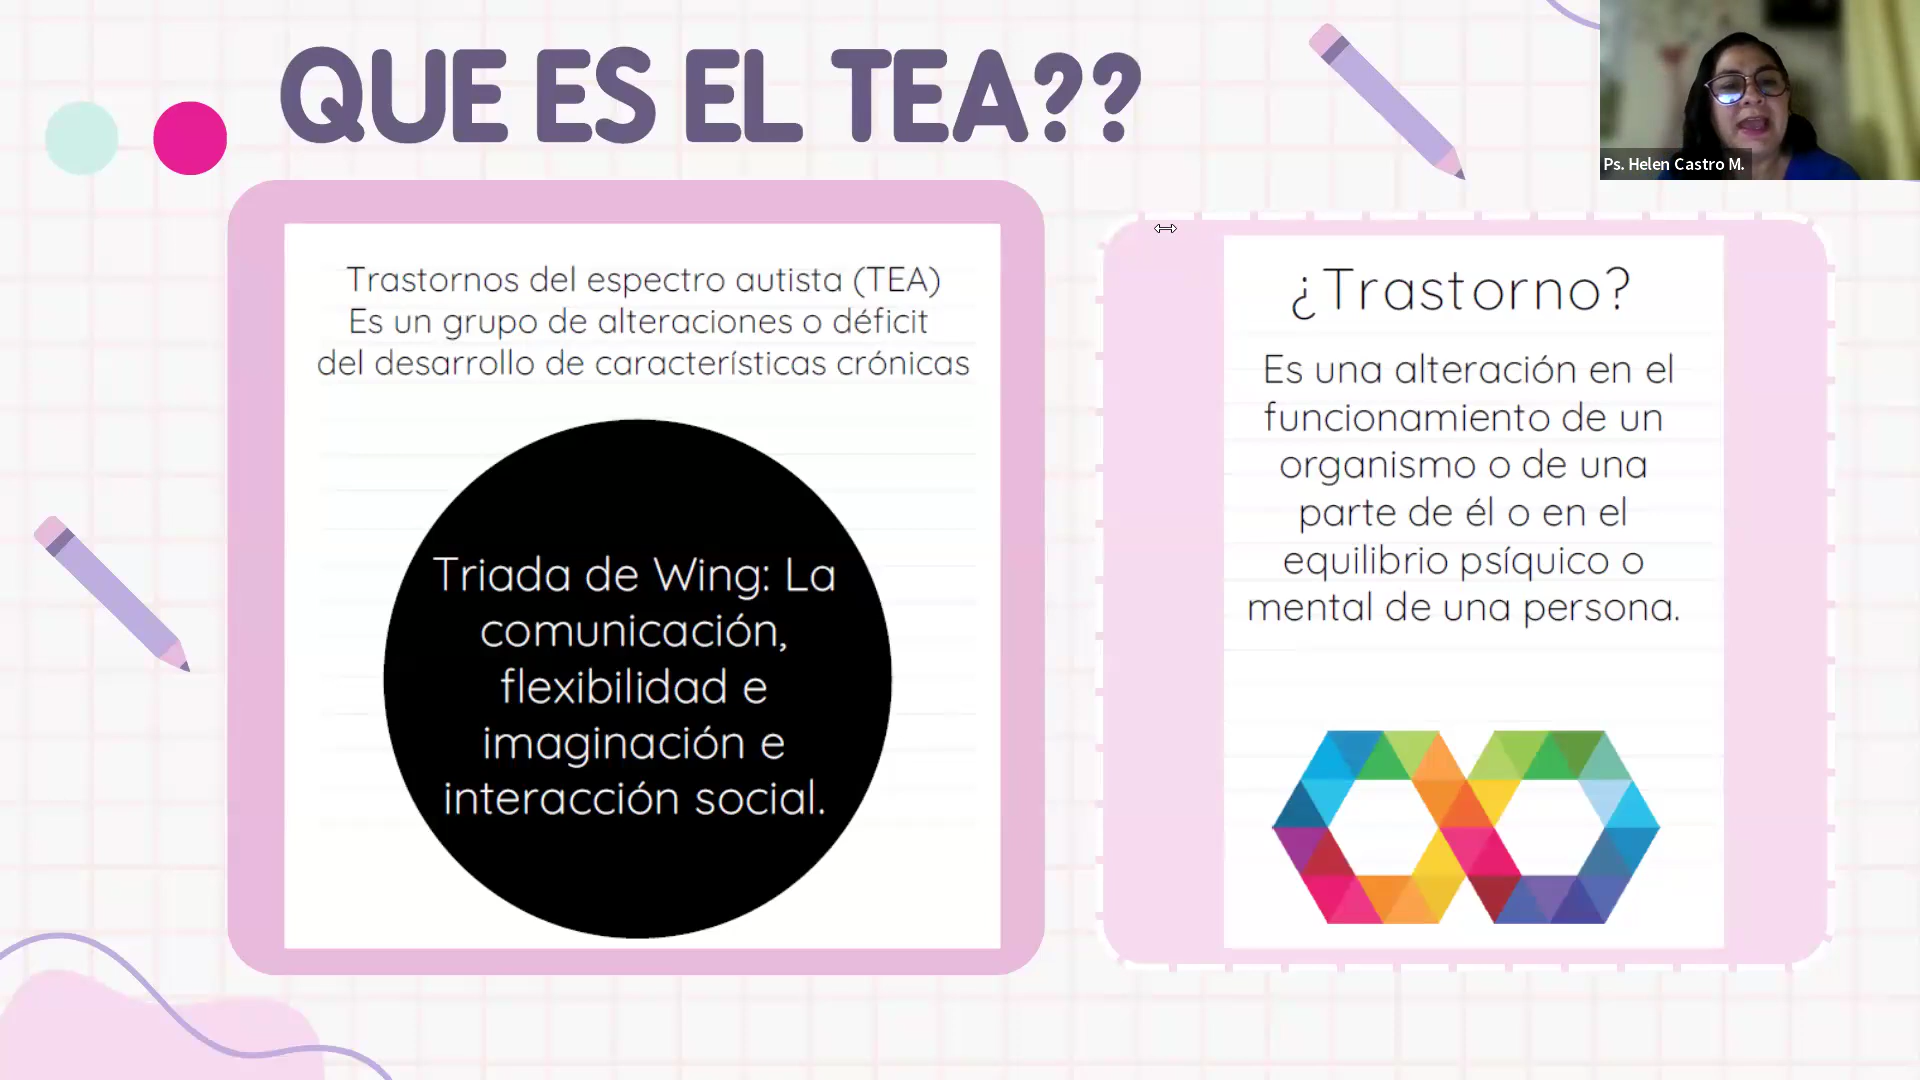 QUE ES EL TEA??
Ps. Helen Castro M.
Trastornos del espectro autista (TEA)
Es un grupo de alteraciones o déficit
del desarrollo de características crónicas
Triada de Wing: La
comunicación,
flexibilidad e
imaginación e
interacción social.
¿Trastorno?
Es una alteración en el
funcionamiento de un
organismo o de una
parte de él o en el
equilibrio psíquico o
mental de una persona.